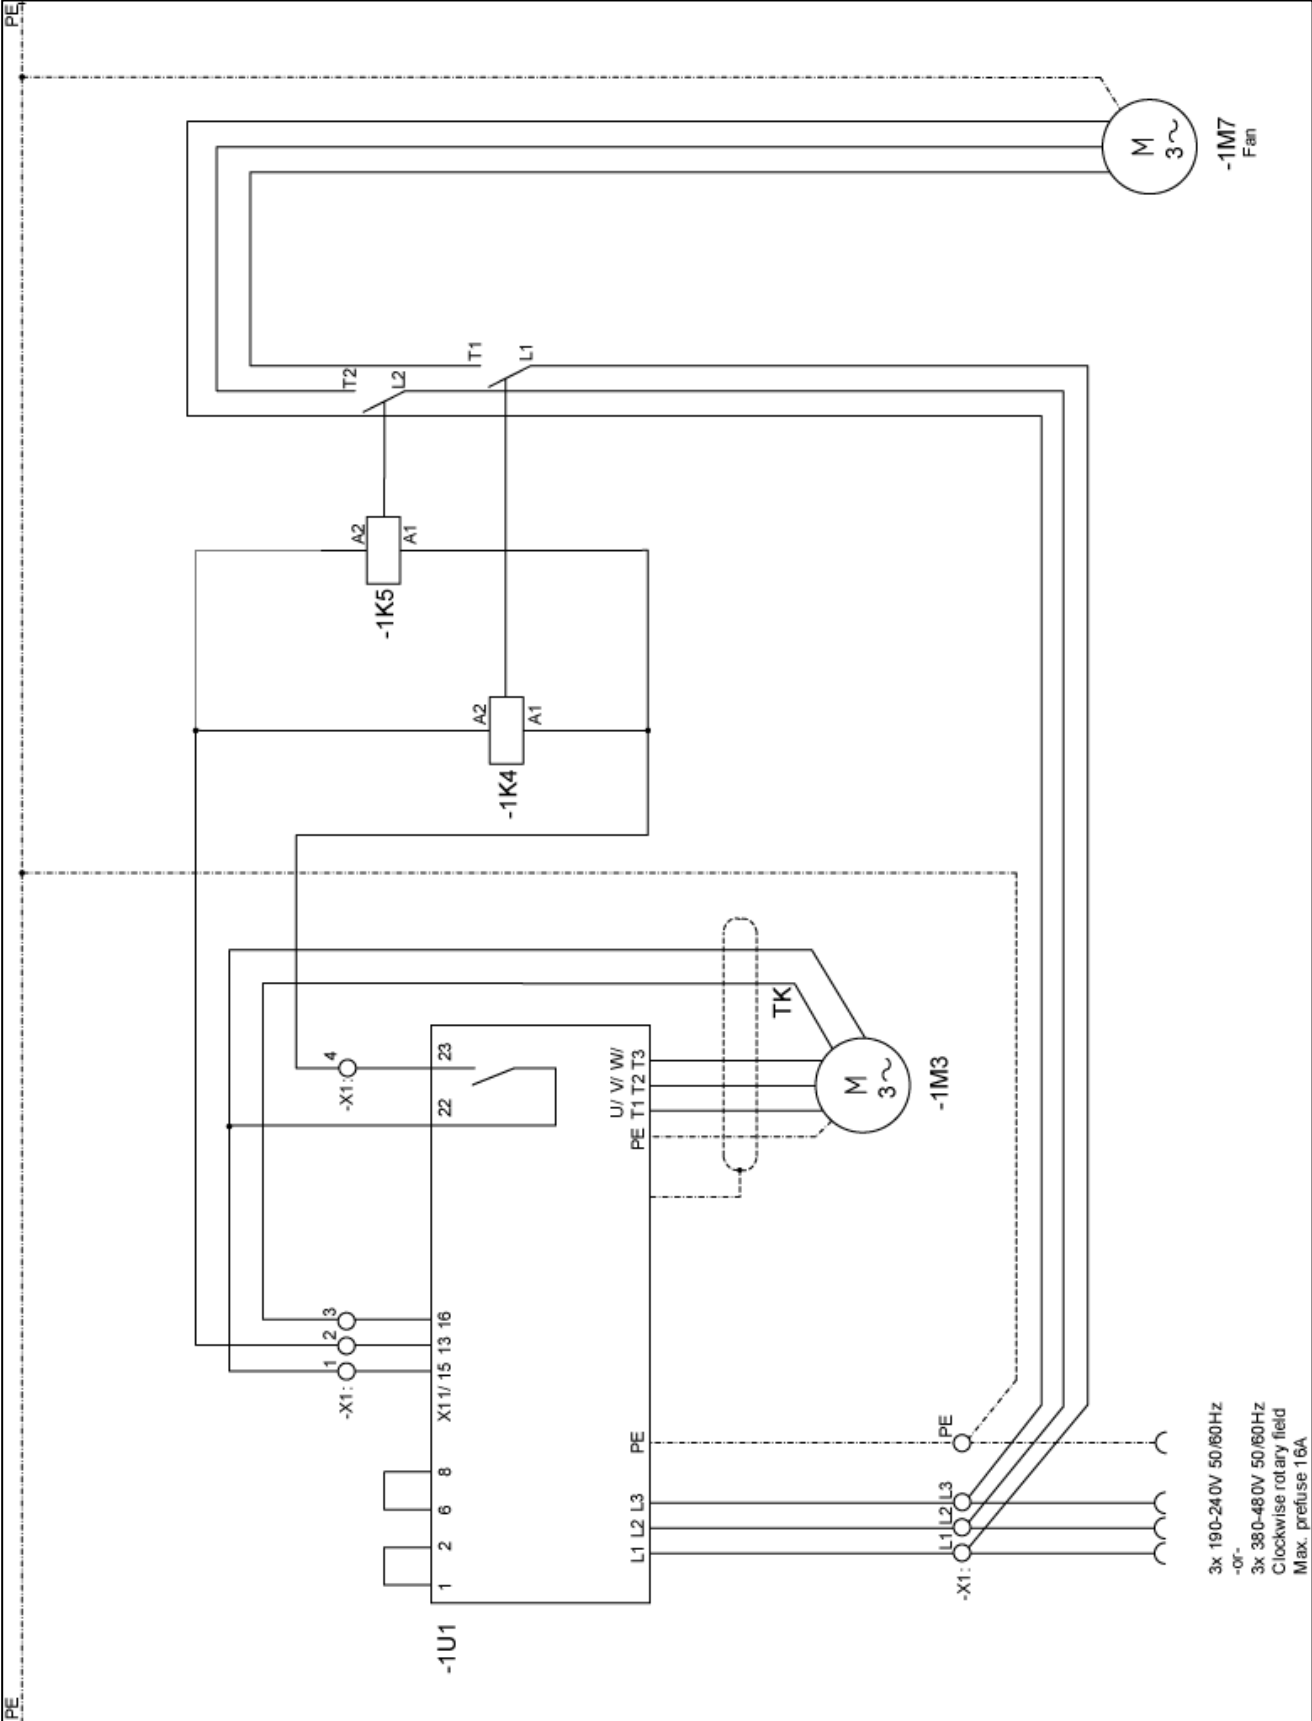 PE
PE
-1U1
1 2 6 8 X11/ 15 13 16 22 23
-X1: 1 2 3
-X1: 4
L1 L2 L3 PE
PE T1 T2 T3
U/ V/ W/
TK
M
3~
-1M3
-1K4
A2
A1
-1K5
A2
A1
T2
L2
T1
L1
M
3~
-1M7
Fan
-X1: L1 L2 L3 PE
3x 190-240V 50/60Hz
-or-
3x 380-480V 50/60Hz
Clockwise rotary field
Max. prefuse 16A